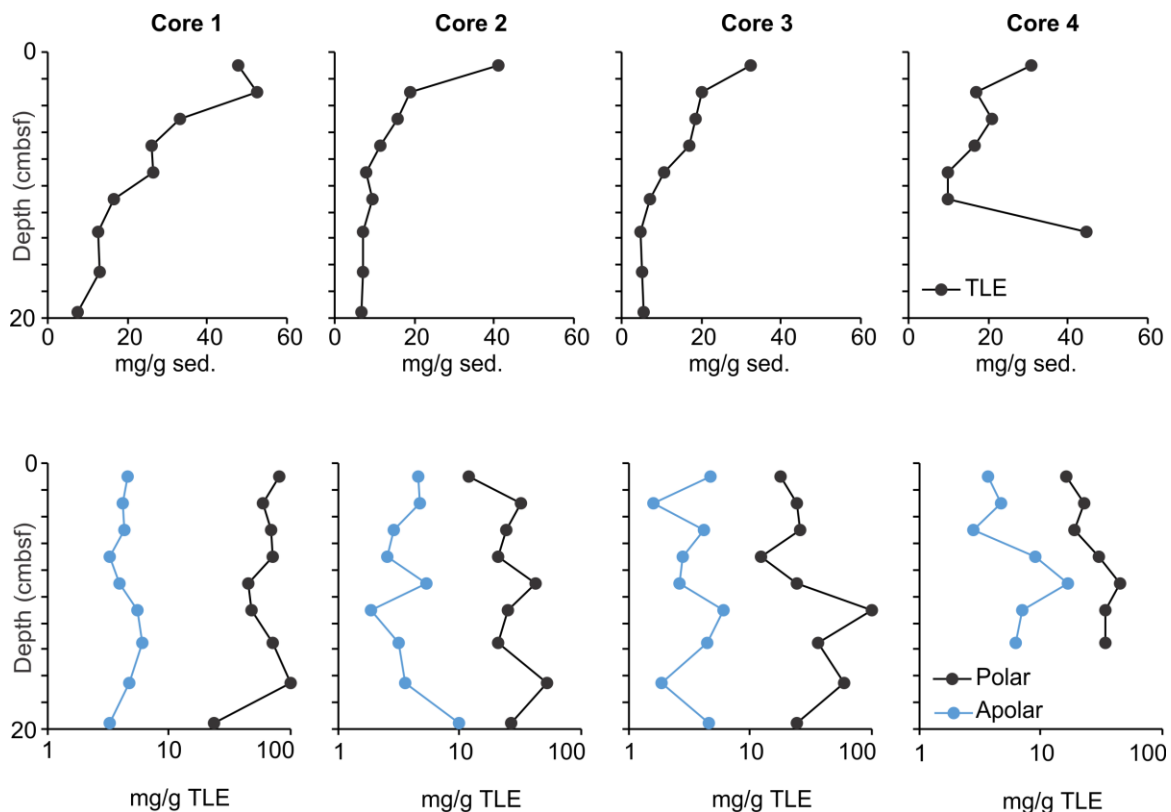 Core 1 Core 2 Core 3 Core 4
0
Depth (cmbsf)
TLE
20
0 20 40 60 0 20 40 60 0 20 40 60 0 20 40 60
mg/g sed. mg/g sed. mg/g sed. mg/g sed.
0
Depth (cmbsf)
Polar
Apolar
20
1 10 100 1 10 100 1 10 100 1 10 100
mg/g TLE mg/g TLE mg/g TLE mg/g TLE